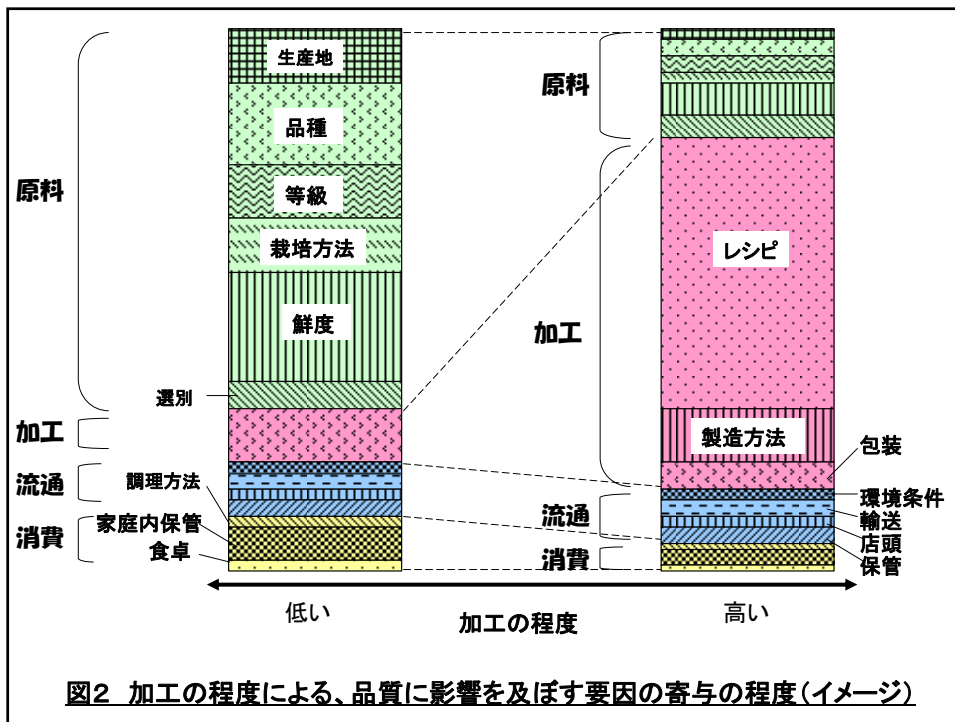 原料
生産地
品種
等級
栽培方法
鮮度
選別
加工
流通
調理方法
消費
家庭内保管
食卓
原料
レシピ
加工
製造方法
包装
流通
環境条件
輸送
店頭
保管
消費
低い
加工の程度
高い
図2 加工の程度による、品質に影響を及ぼす要因の寄与の程度(イメージ)